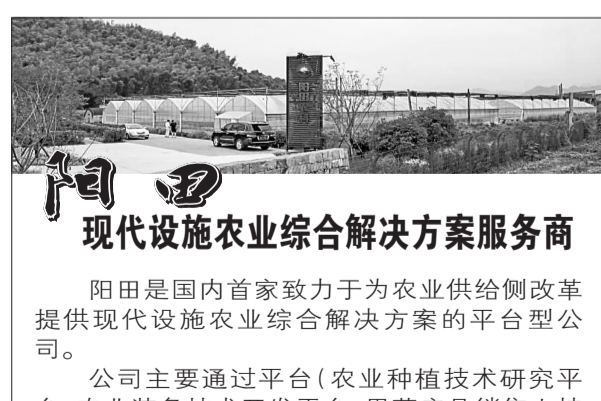 阳田
阳田
现代设施农业综合解决方案服务商
阳田是国内首家致力于为农业供给侧改革
提供现代设施农业综合解决方案的平台型公
司。
公司主要通过平台(农业种植技术研究平